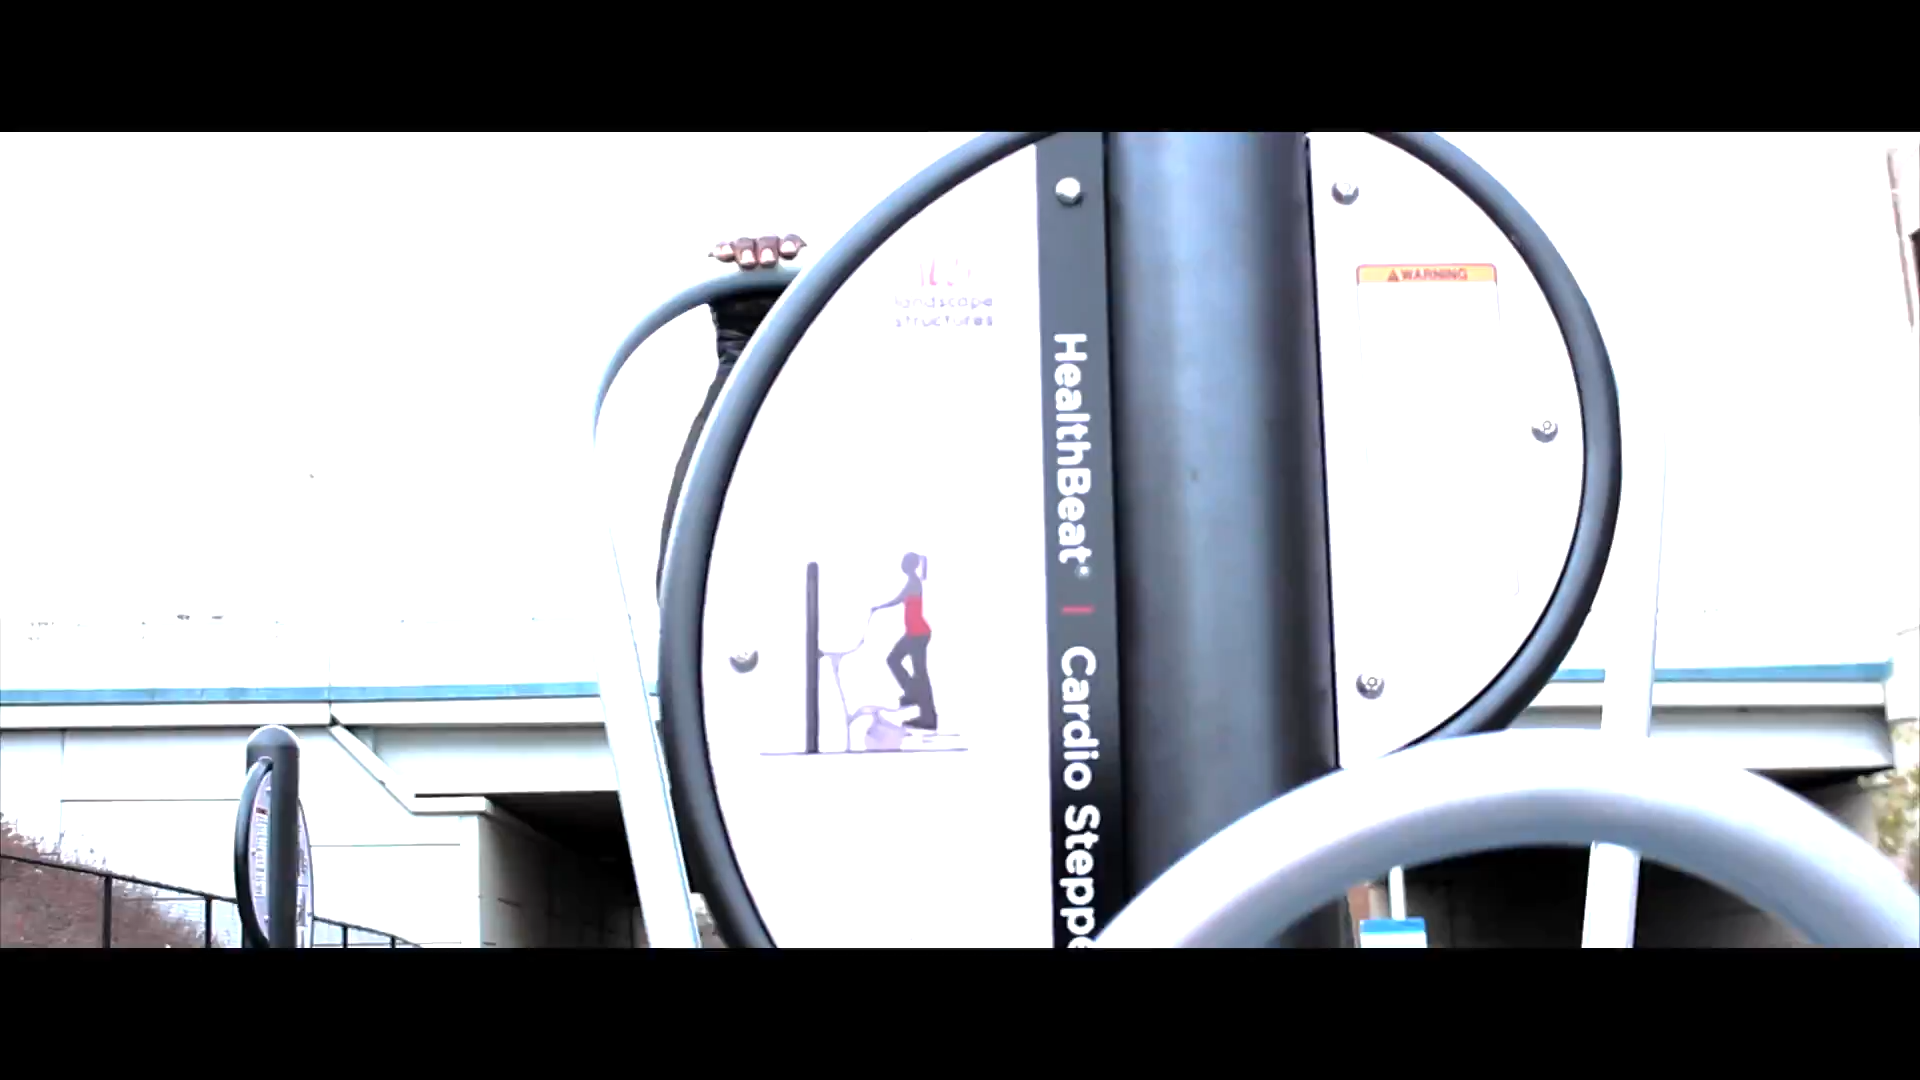 landscape
structures
HealthBeat® | Cardio Steppe
⚠WARNING